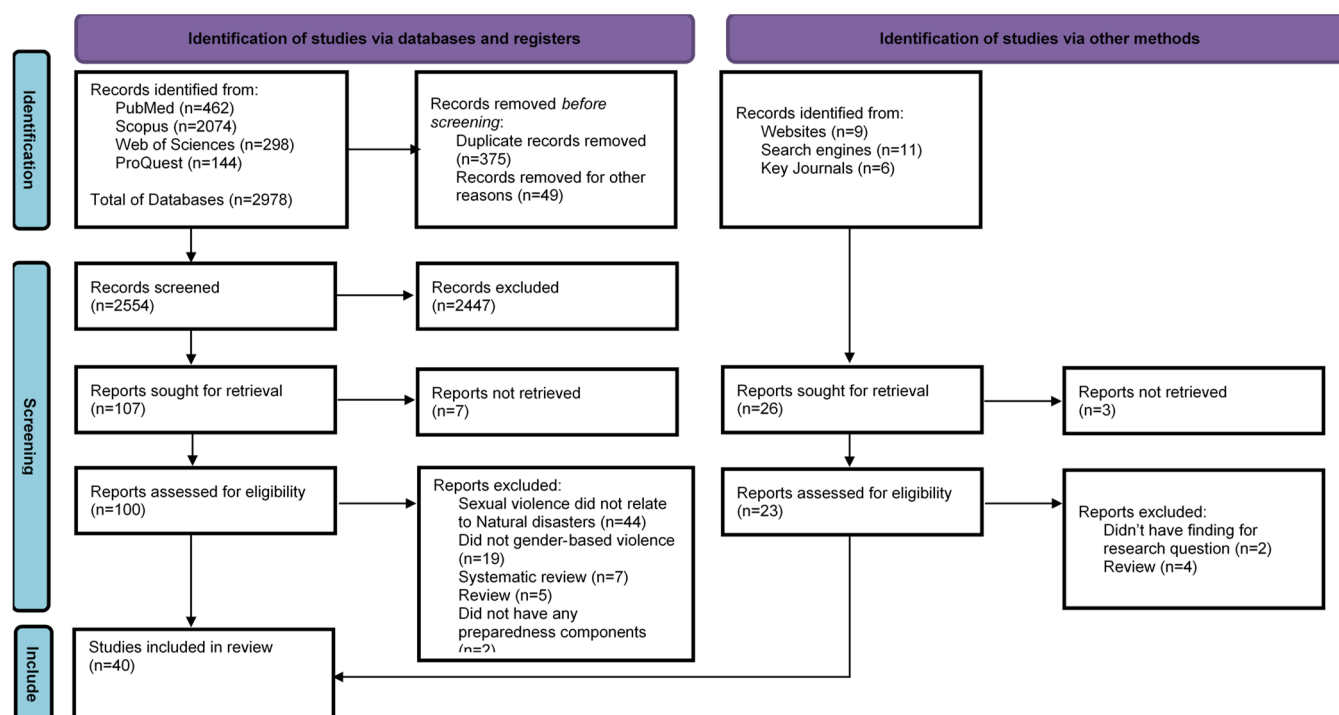 Identification of studies via databases and registers
Identification of studies via other methods
Identification
Records identified from:
PubMed (n=462)
Scopus (n=2074)
Web of Sciences (n=298)
ProQuest (n=144)
Total of Databases (n=2978)
Records removed before
screening:
Duplicate records removed
(n=375)
Records removed for other
reasons (n=49)
Records identified from:
Websites (n=9)
Search engines (n=11)
Key Journals (n=6)
Screening
Records screened
(n=2554)
Records excluded
(n=2447)
Reports sought for retrieval
(n=107)
Reports not retrieved
(n=7)
Reports sought for retrieval
(n=26)
Reports not retrieved
(n=3)
Reports assessed for eligibility
(n=100)
Reports excluded:
Sexual violence did not relate
to Natural disasters (n=44)
Did not gender-based violence
(n=19)
Systematic review (n=7)
Review (n=5)
Did not have any
preparedness components
(n=2)
Reports assessed for eligibility
(n=23)
Reports excluded:
Didn't have finding for
research question (n=2)
Review (n=4)
Include
Studies included in review
(n=40)